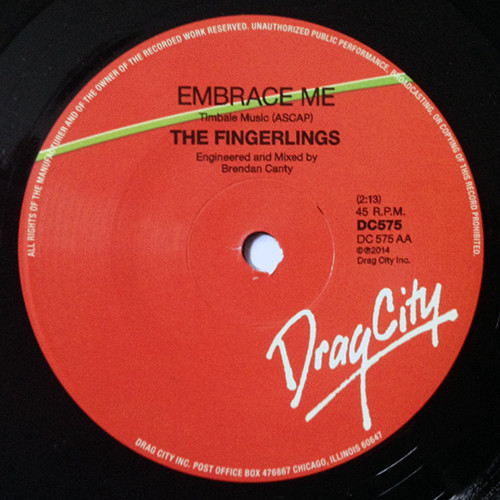 ALL RIGHTS OF THE MANUFACTURER AND OF THE OWNER OF THE RECORDED WORK RESERVED. UNAUTHORIZED PUBLIC PERFORMANCE, BROADCASTING, OR COPYING OF THIS RECORD PROHIBITED.
EMBRACE ME
Timbale Music (ASCAP)
THE FINGERLINGS
Engineered and Mixed by
Brendan Canty
(2:13)
45 R.P.M.
DC575
DC 575 AA
©℗2014
Drag City Inc.
Drag City
DRAG CITY INC. POST OFFICE BOX 476867 CHICAGO, ILLINOIS 60647